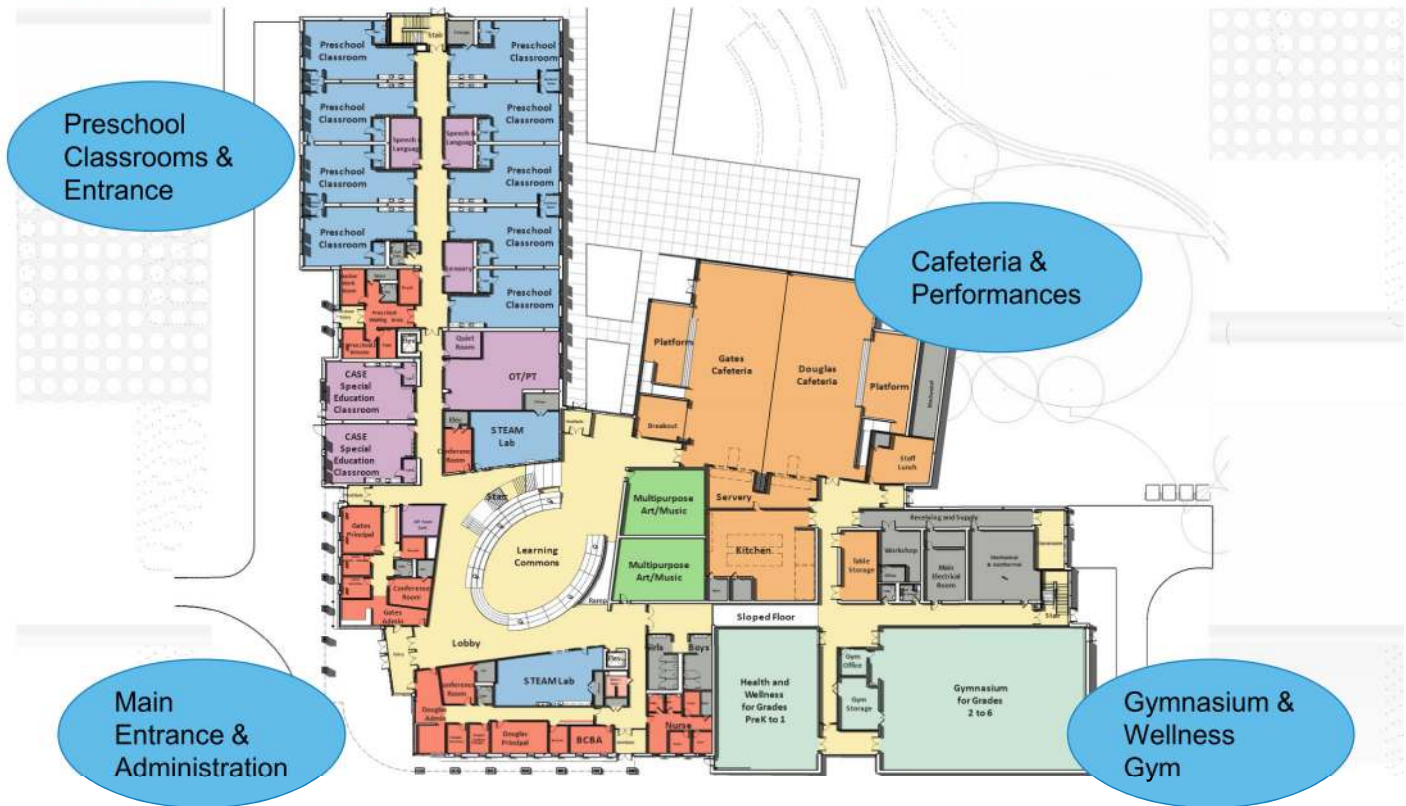 Stair
Storage
Preschool
Classroom
Preschool
Classroom
Preschool
Classroom
Preschool
Classroom
Speech &
Language
Speech &
Language
Preschool
Classroom
Preschool
Classroom
Preschool
Classroom
Preschool
Classroom
Sensory
Preschool
Classroom
Preschool
Classrooms &
Entrance
Cafeteria &
Performances
Quiet
Room
OT/PT
CASE
Special
Education
Classroom
Elev
Conference
Room
STEAM
Lab
CASE
Special
Education
Classroom
Platform
Gates
Cafeteria
Douglas
Cafeteria
Platform
Mechanical
Breakout
Staff
Lunch
Stair
Multipurpose
Art/Music
Servery
Receiving and Supply
Gates
Principal
Learning
Commons
Multipurpose
Art/Music
Kitchen
Table
Storage
Workshop
Main
Electrical
Room
Conference
Room
Gates
Admin
Ramp
Sloped Floor
Stair
Lobby
Girls
Boys
Elev
Conference
Room
STEAM Lab
Douglas
Admin
Douglas
Principal
BCBA
Nurse
Health and
Wellness
for Grades
PreK to 1
Gym
Office
Gym
Storage
Gymnasium
for Grades
2 to 6
Main
Entrance &
Administration
Gymnasium &
Wellness
Gym